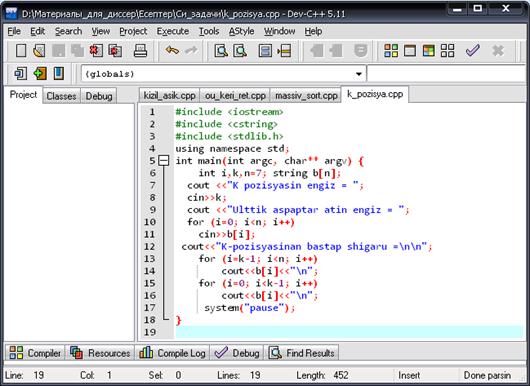 D:\Материалы_для_диссер\Есептер\Си_задачи\k_pozisya.cpp - Dev-C++ 5.11
File Edit Search View Project Execute Tools AStyle Window Help
(globals)
Project Classes Debug
kizil_asik.cpp ou_keri_ret.cpp massiv_sort.cpp k_pozisya.cpp
1 #include <iostream>
2 #include <cstring>
3 #include <stdlib.h>
4 using namespace std;
5 int main(int argc, char** argv) {
6 int i,k,n=7; string b[n];
7 cout <<"K pozisyasin engiz = ";
8 cin>>k;
9 cout <<"Ulttik aspaptar atin engiz = ";
10 for (i=0; i<n; i++)
11 cin>>b[i];
12 cout<<"K-pozisyasinan bastap shigaru =\n\n";
13 for (i=k-1; i<n; i++)
14 cout<<b[i]<<"\n";
15 for (i=0; i<k-1; i++)
16 cout<<b[i]<<"\n";
17 system("pause");
18 }
19
Compiler Resources Compile Log Debug Find Results
Line: 19 Col: 1 Sel: 0 Lines: 19 Length: 452 Insert Done parsin